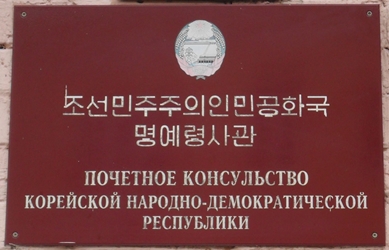 조선민주주의인민공화국
명예령사관
ПОЧЕТНОЕ КОНСУЛЬСТВО
КОРЕЙСКОЙ НАРОДНО-ДЕМОКРАТИЧЕСКОЙ
РЕСПУБЛИКИ